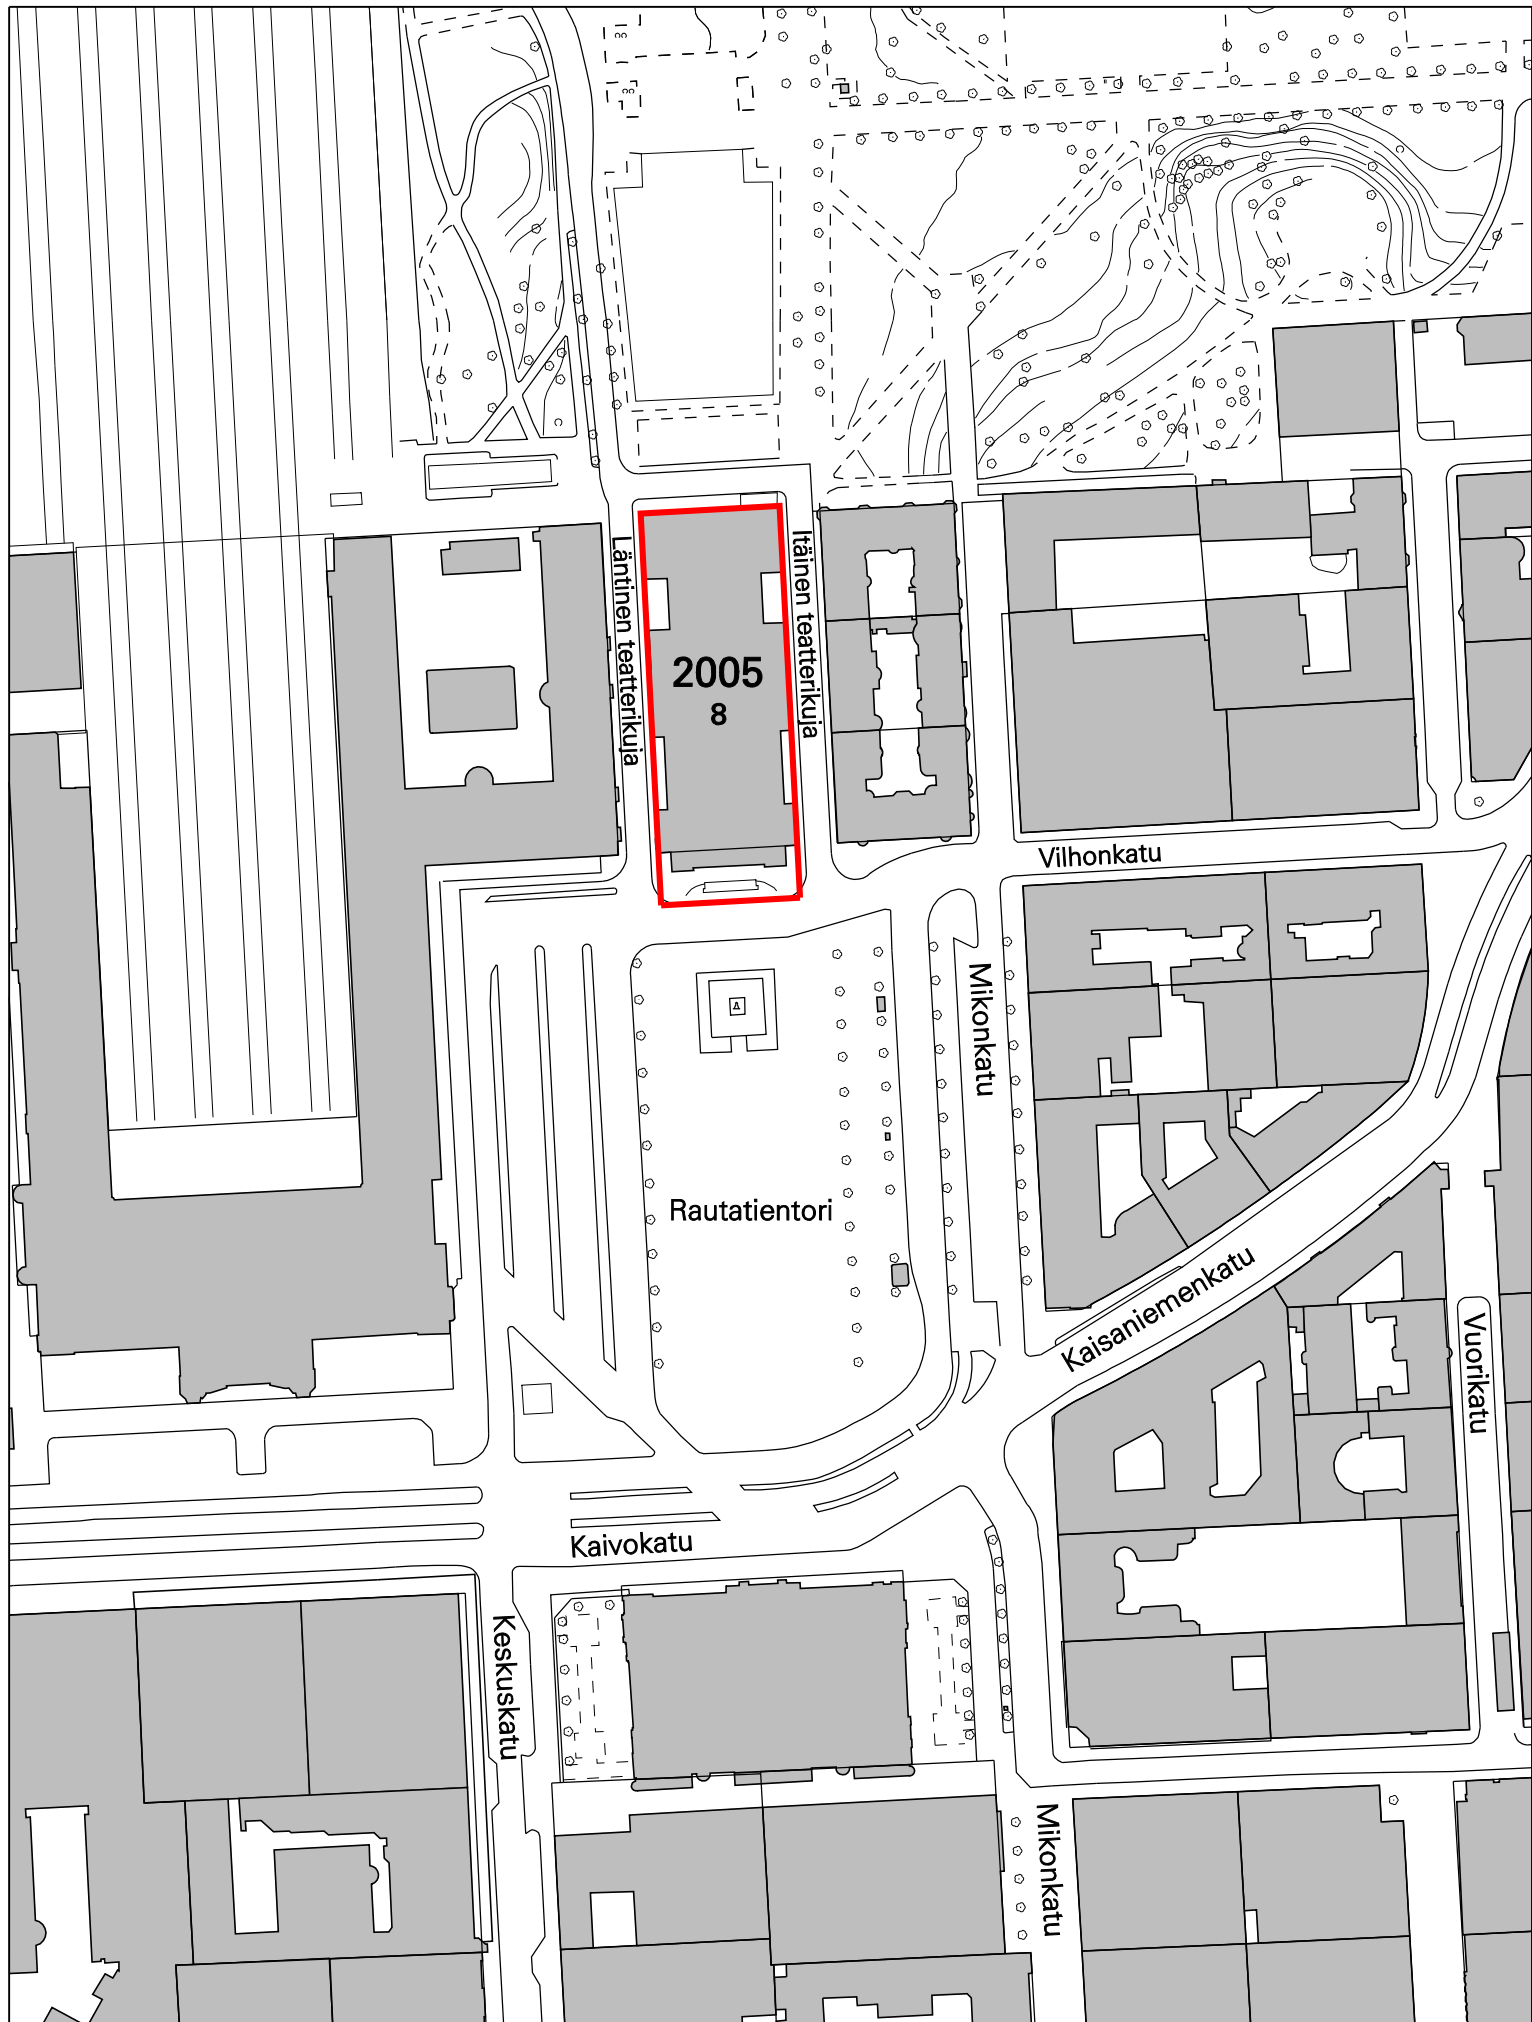 Läntinen teatterikuja
Itäinen teatterikuja
2005
8
Vilhonkatu
Mikonkatu
Rautatientori
Kaisaniemenkatu
Vuorikatu
Kaivokatu
Keskuskatu
Mikonkatu